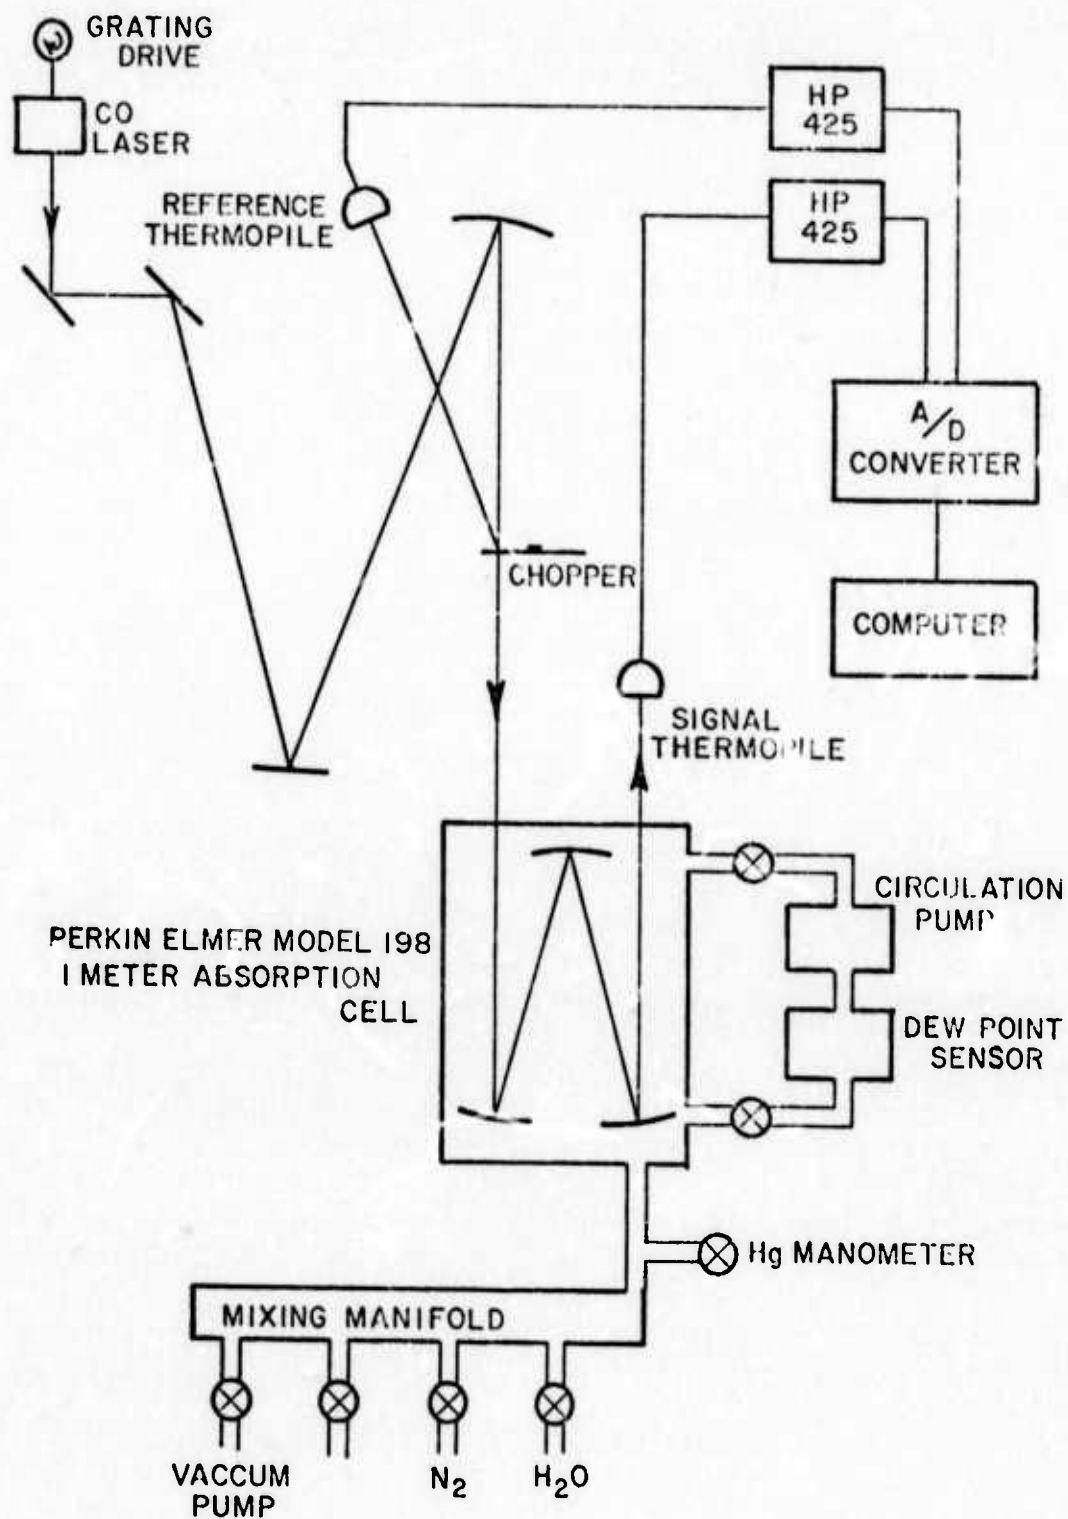 GRATING
DRIVE
CO
LASER
HP
425
REFERENCE
THERMOPILE
HP
425
A/D
CONVERTER
CHOPPER
COMPUTER
SIGNAL
THERMOPILE
CIRCULATION
PUMP
PERKIN ELMER MODEL 198
1 METER ABSORPTION
CELL
DEW POINT
SENSOR
Hg MANOMETER
MIXING MANIFOLD
VACCUM
PUMP
N2
H2O